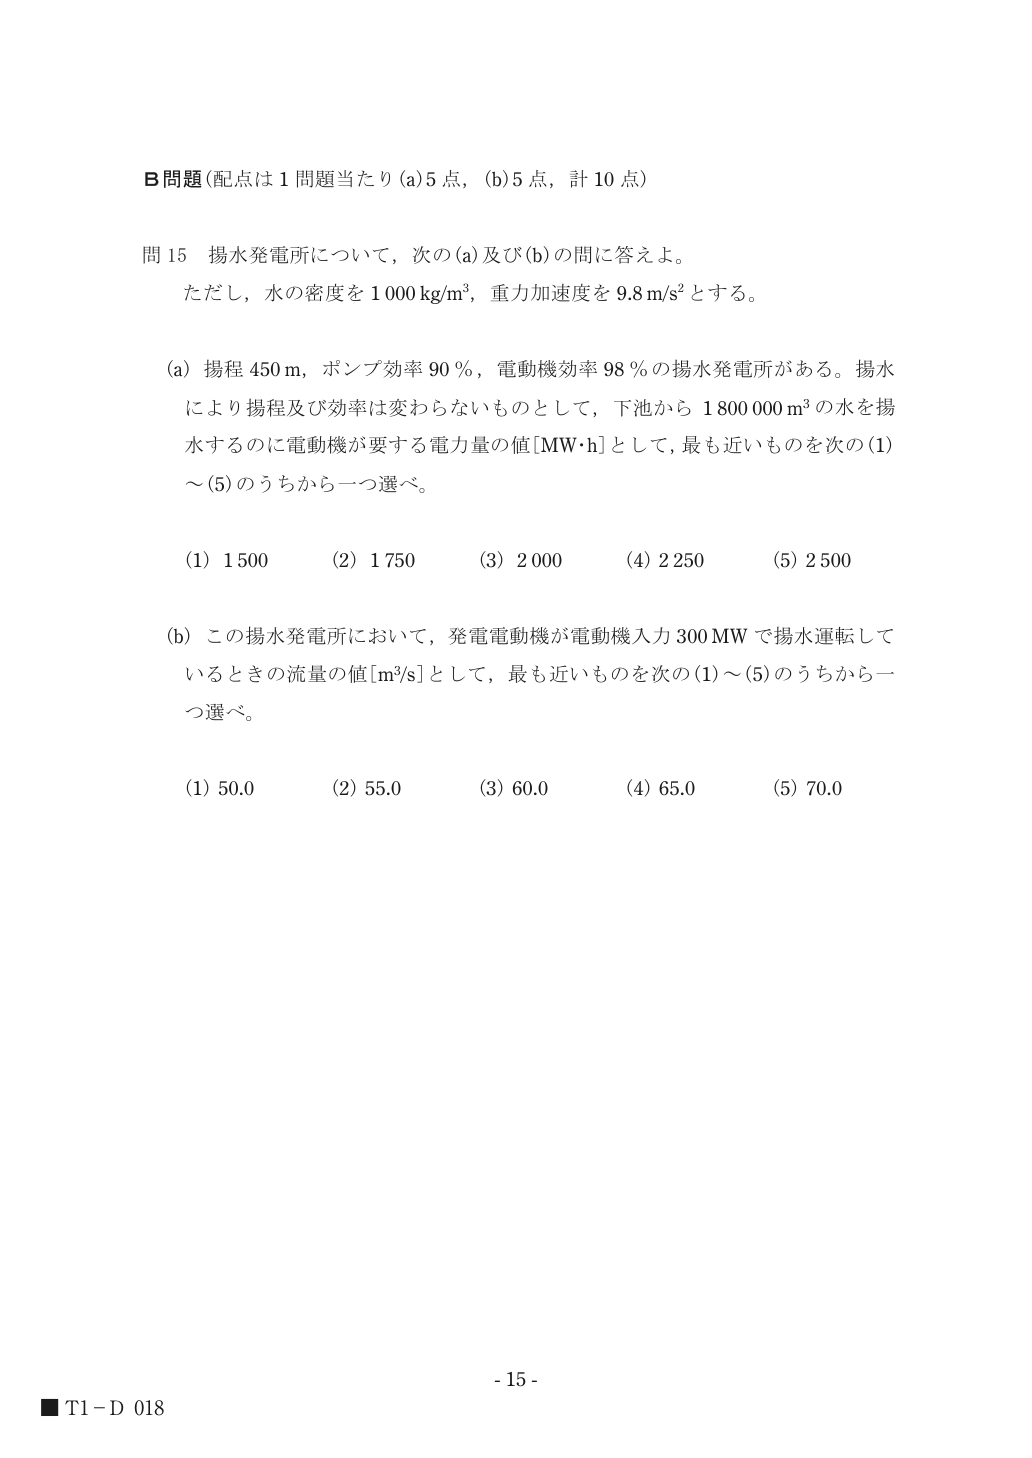 B問題(配点は1問題当たり(a)5点，(b)5点，計10点)
問15　揚水発電所について，次の(a)及び(b)の問に答えよ。
ただし，水の密度を1 000 kg/m³，重力加速度を9.8 m/s²とする。
(a) 揚程450 m，ポンプ効率90 %，電動機効率98 %の揚水発電所がある。揚水
により揚程及び効率は変わらないものとして，下池から 1 800 000 m³の水を揚
水するのに電動機が要する電力量の値[MW･h]として，最も近いものを次の(1)
～(5)のうちから一つ選べ。
(1) 1 500　(2) 1 750　(3) 2 000　(4) 2 250　(5) 2 500
(b) この揚水発電所において，発電電動機が電動機入力300 MWで揚水運転して
いるときの流量の値[m³/s]として，最も近いものを次の(1)～(5)のうちから一
つ選べ。
(1) 50.0　(2) 55.0　(3) 60.0　(4) 65.0　(5) 70.0
- 15 -
■ T1－D 018